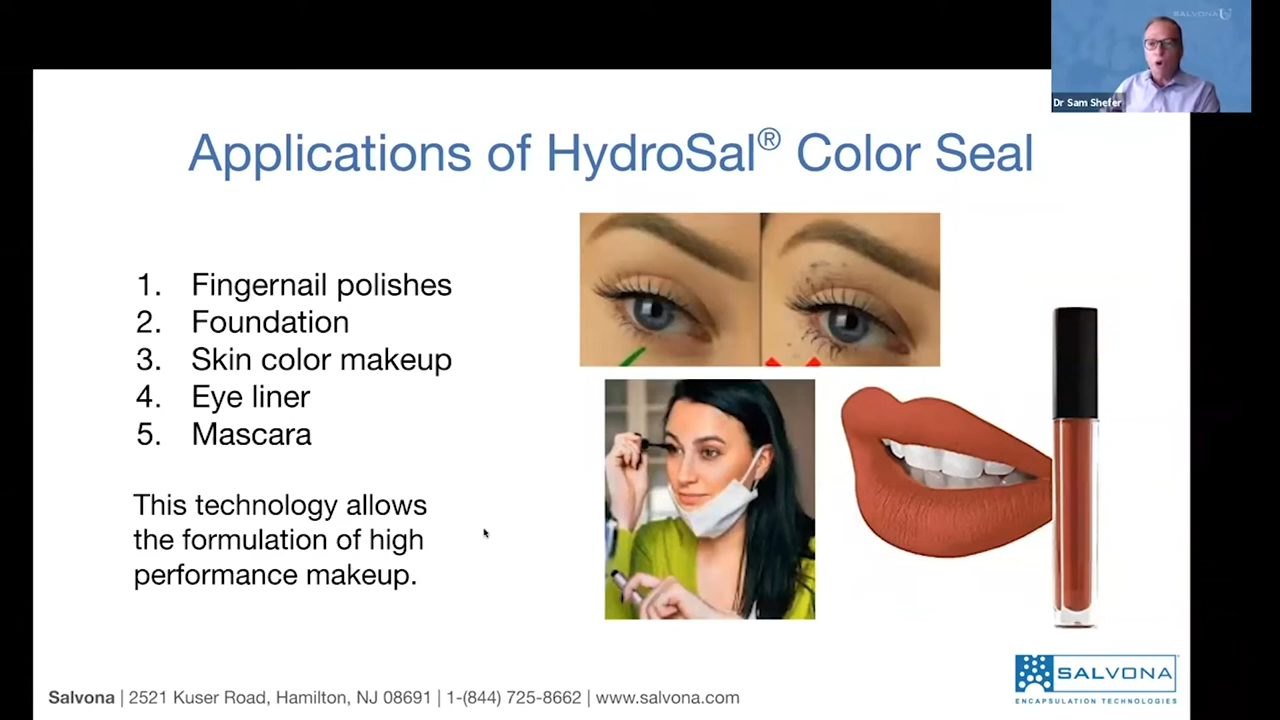 SALVONA
Dr Sam Shefer
Applications of HydroSal® Color Seal
1. Fingernail polishes
2. Foundation
3. Skin color makeup
4. Eye liner
5. Mascara
This technology allows
the formulation of high
performance makeup.
SALVONA
ENCAPSULATION TECHNOLOGIES
Salvona | 2521 Kuser Road, Hamilton, NJ 08691 | 1-(844) 725-8662 | www.salvona.com